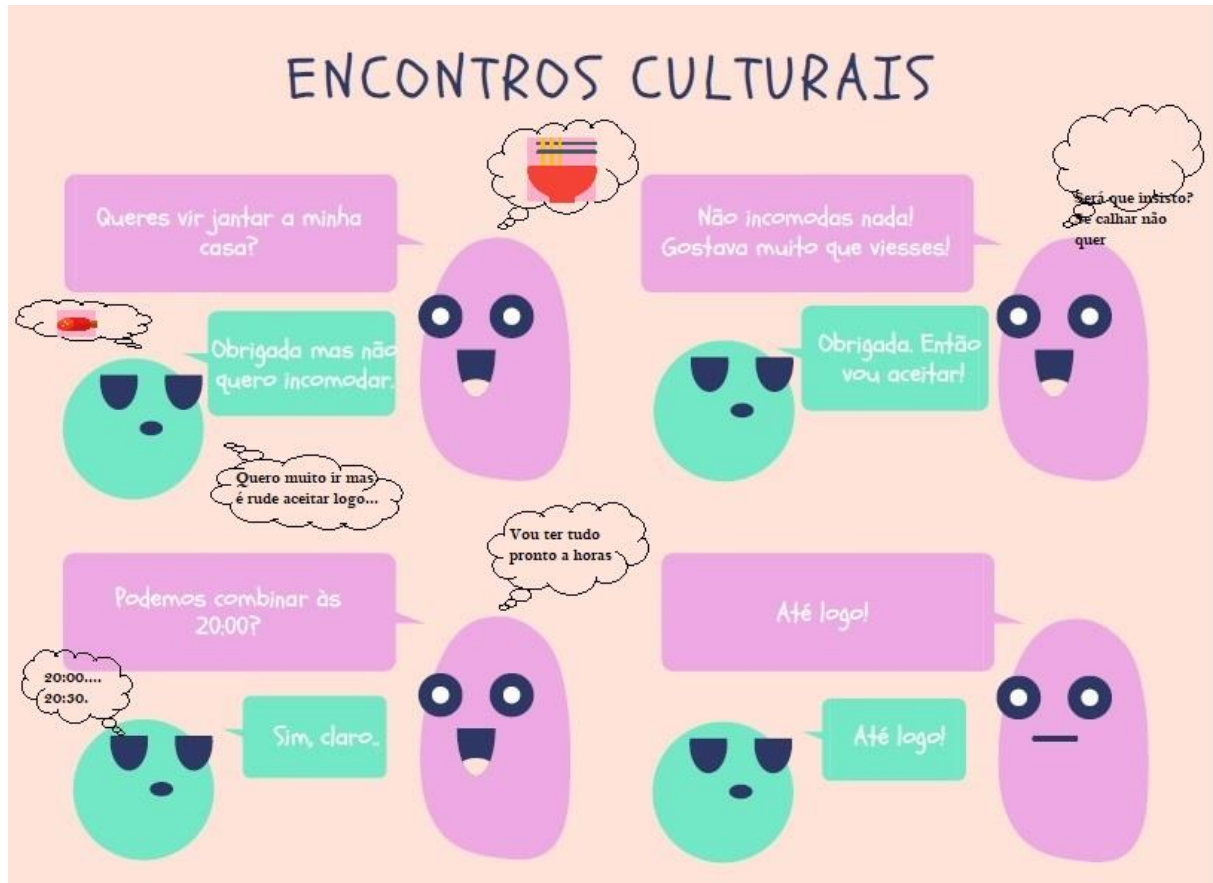 ENCONTROS CULTURAIS
Queres vir jantar a minha
casa?
Obrigada mas não
quero incomodar.
Quero muito ir mas
é rude aceitar logo...
Não incomodas nada!
Gostava muito que viesses!
Será que insisto?
Se calhar não
quer
Obrigada. Então
vou aceitar!
Podemos combinar às
20:00?
Vou ter tudo
pronto a horas
20:00....
20:30.
Sim, claro..
Até logo!
Até logo!